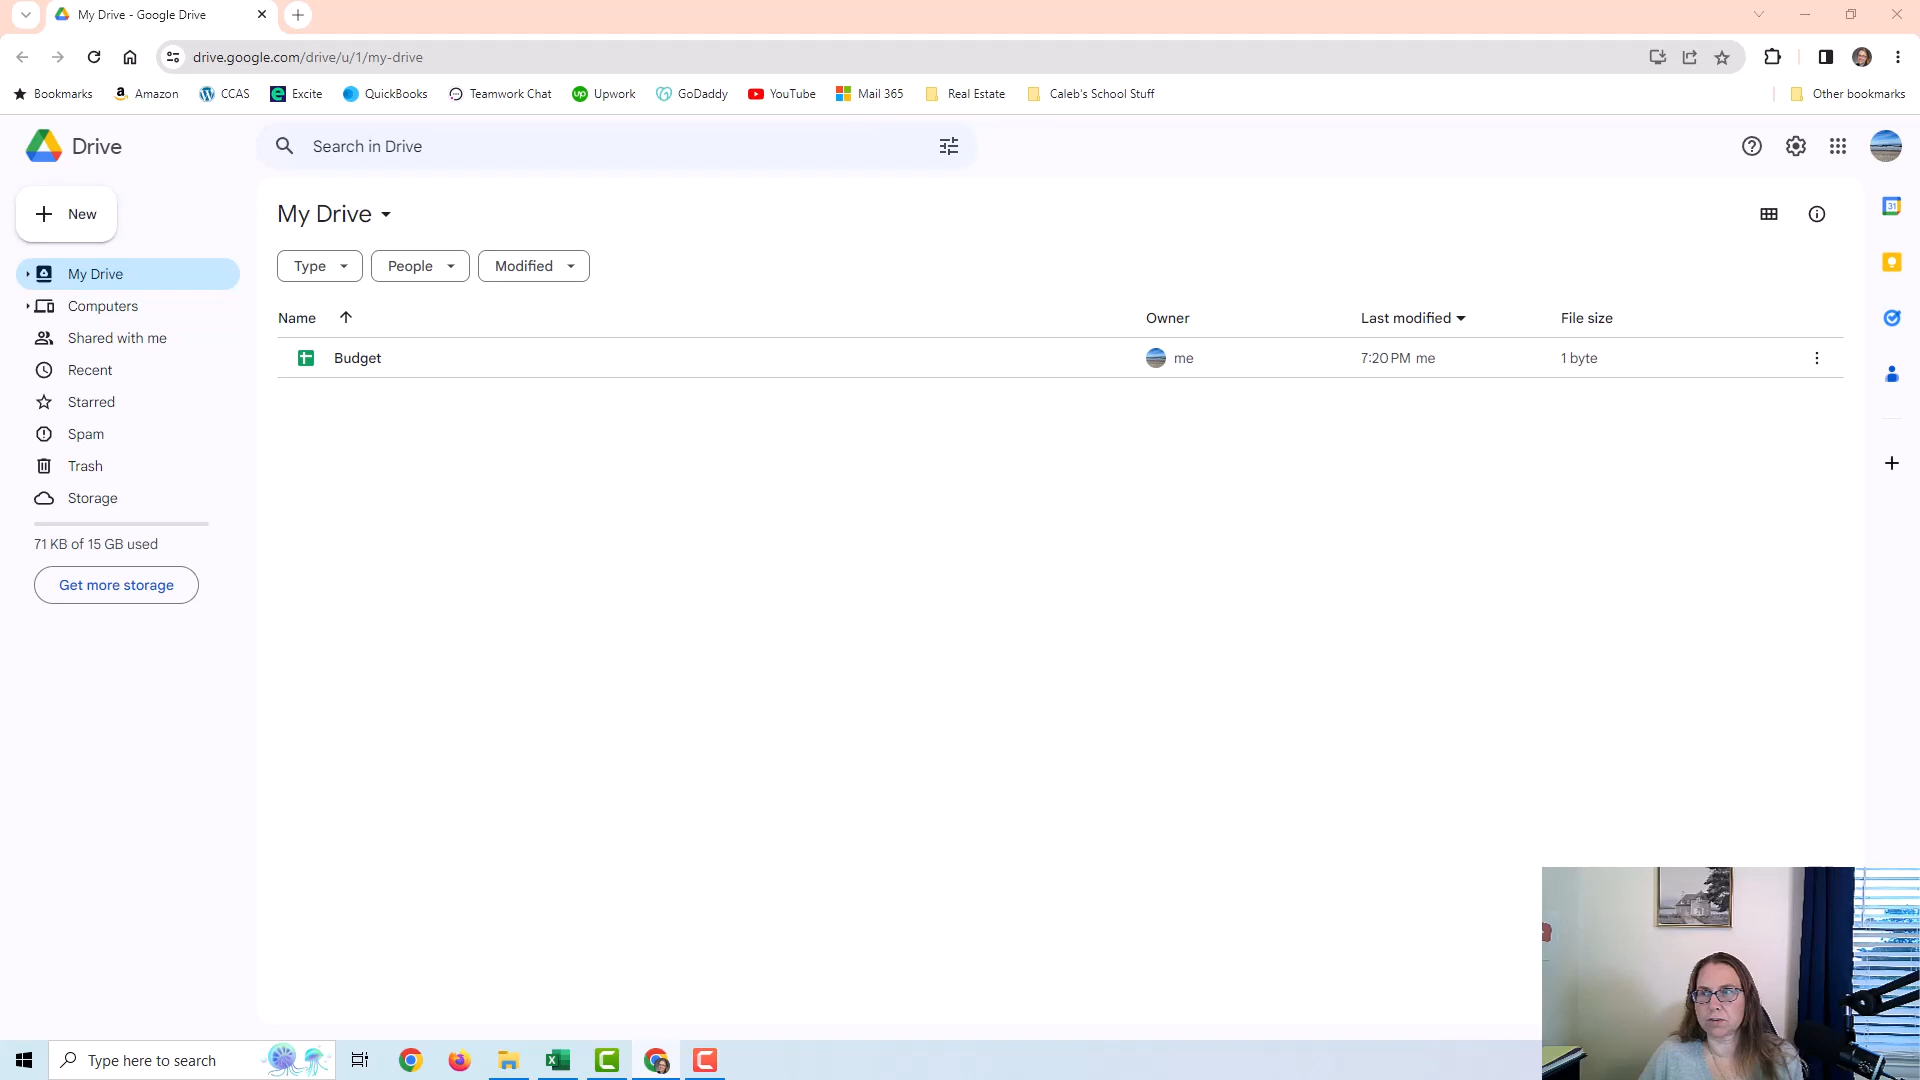 My Drive - Google Drive
drive.google.com/drive/u/1/my-drive
Bookmarks Amazon CCAS Excite QuickBooks Teamwork Chat Upwork GoDaddy YouTube Mail 365 Real Estate Caleb's School Stuff Other bookmarks
Drive
Search in Drive
New
My Drive
Computers
Shared with me
Recent
Starred
Spam
Trash
Storage
71 KB of 15 GB used
Get more storage
My Drive
Type People Modified
Name Owner Last modified File size
Budget me 7:20 PM me 1 byte
31
Type here to search